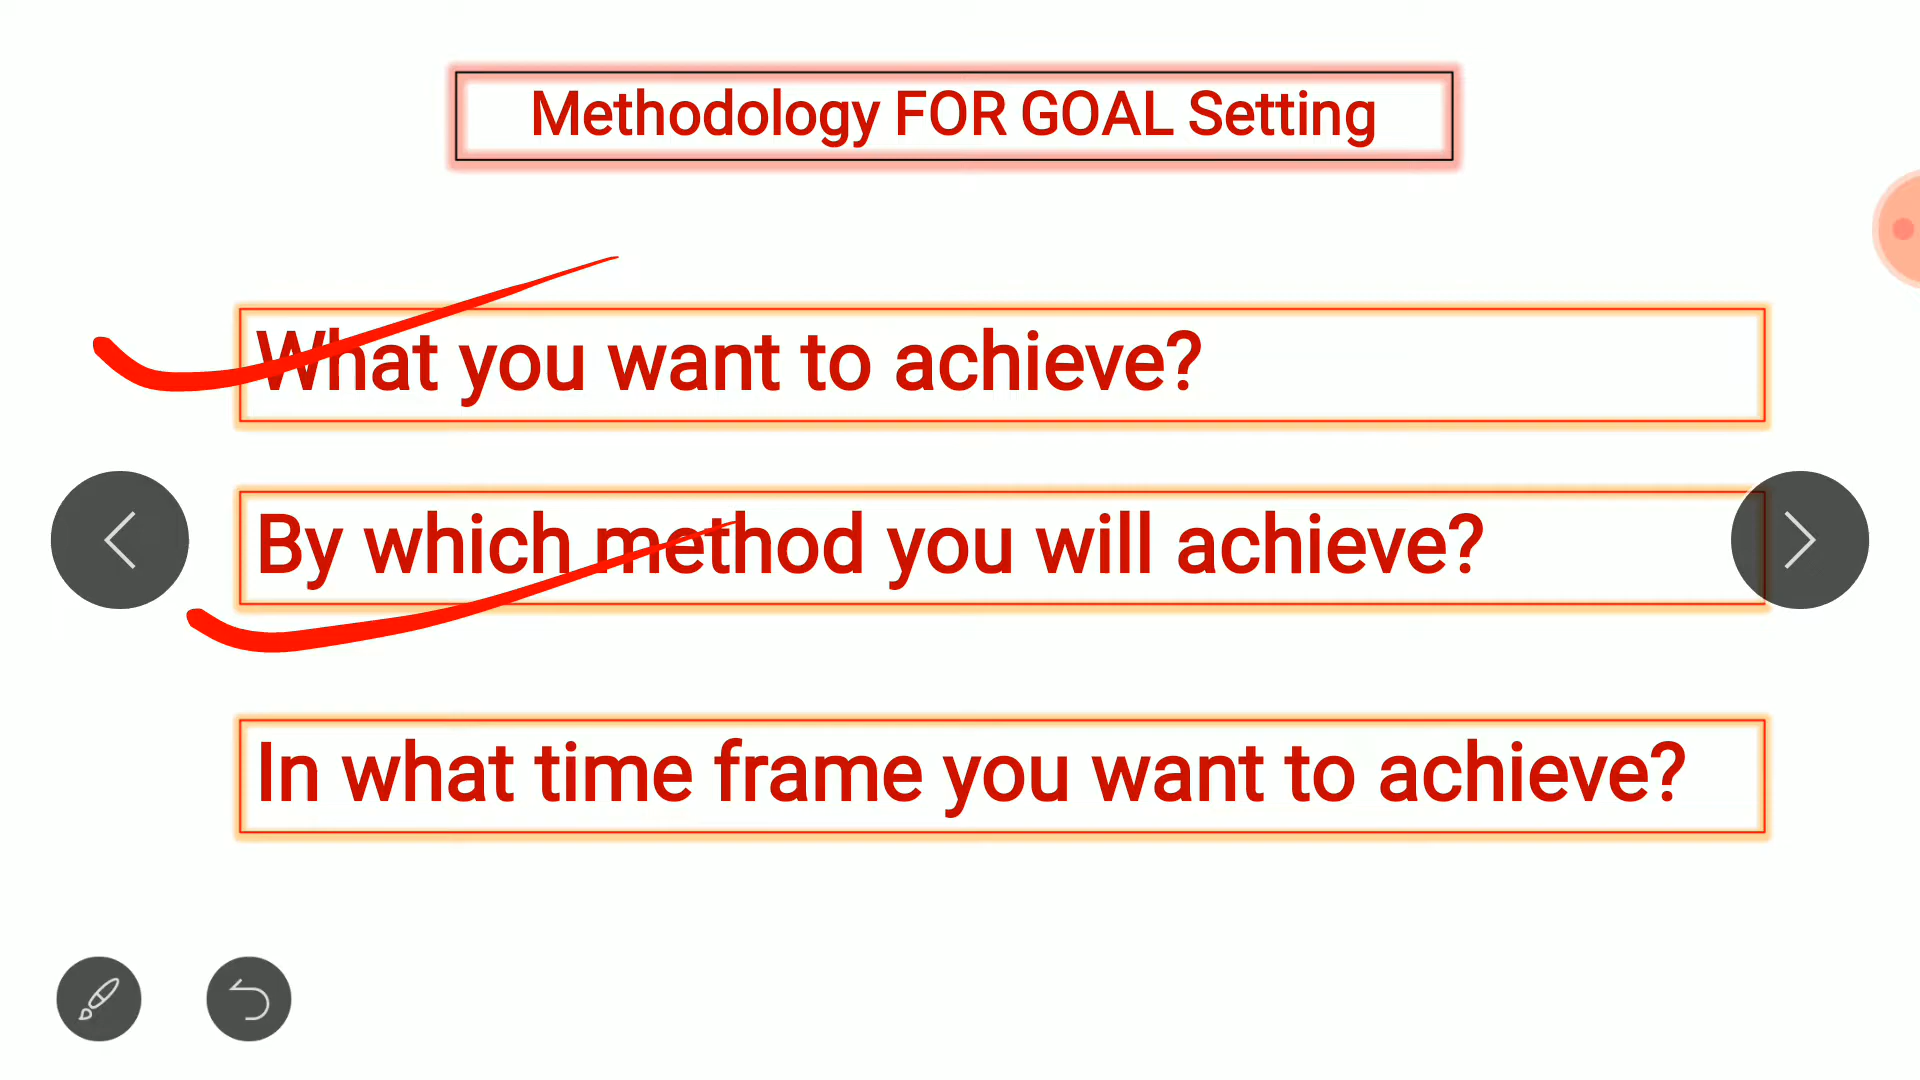 Methodology FOR GOAL Setting
What you want to achieve?
By which method you will achieve?
In what time frame you want to achieve?